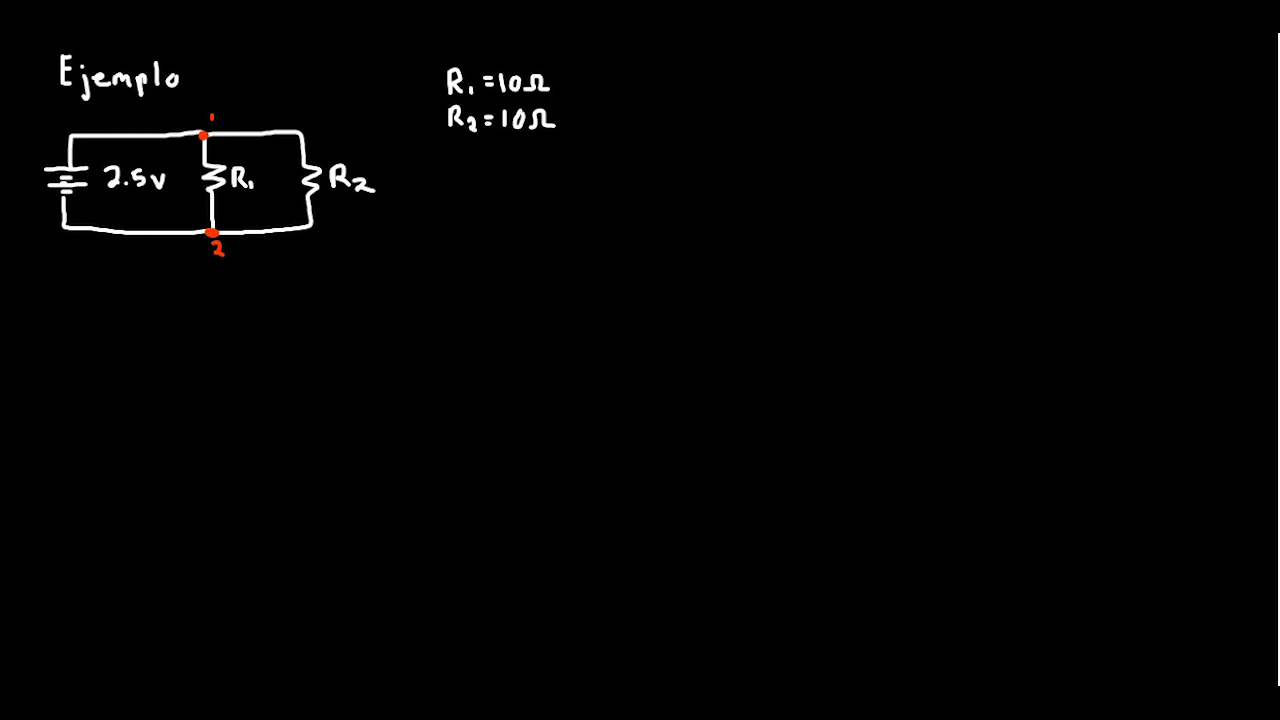 Ejemplo
R₁ = 10Ω
R₂ = 10Ω
1
2.5v
R₁
R₂
2